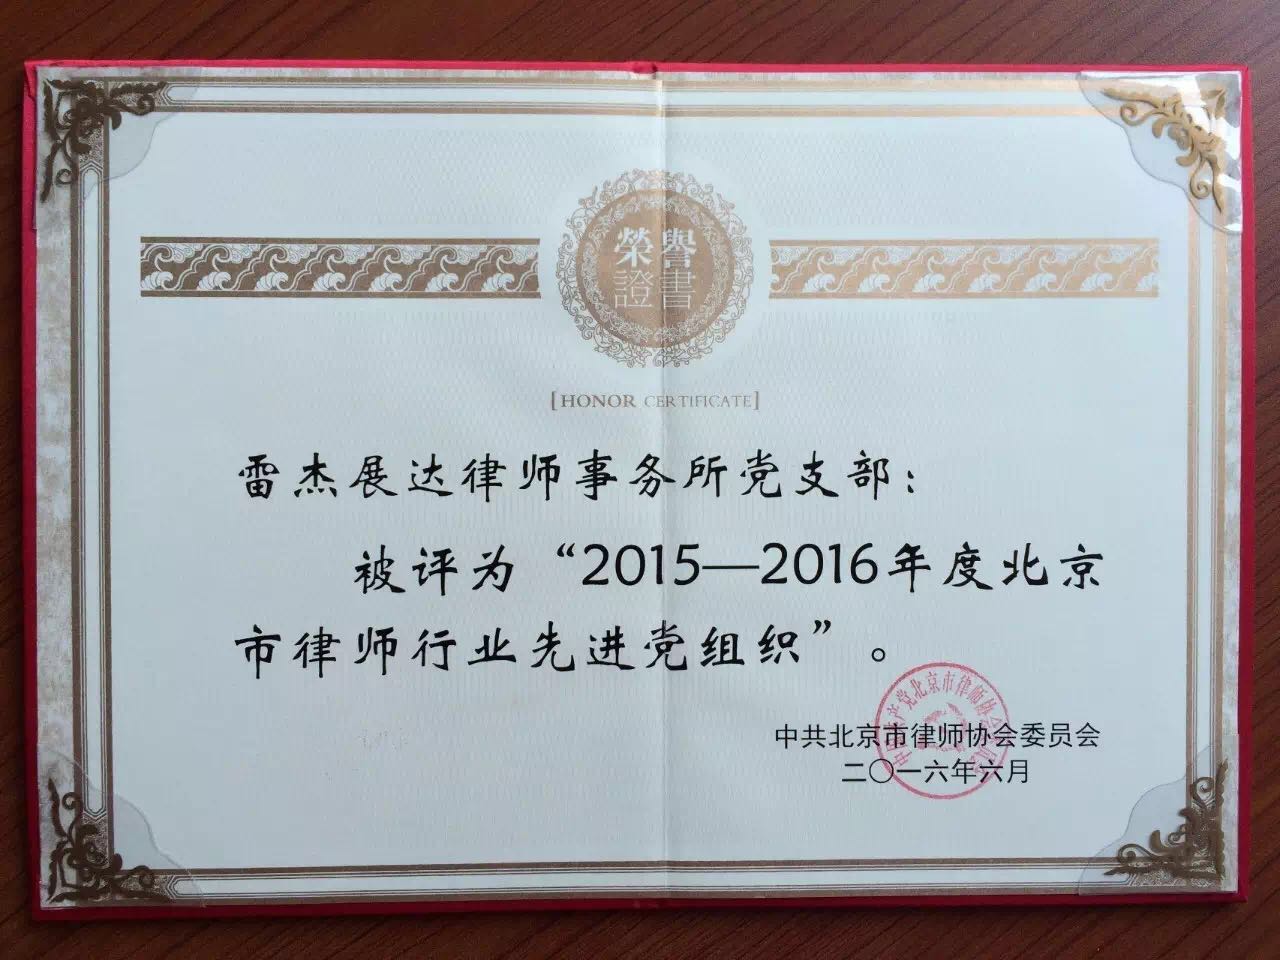 榮譽
證書
[HONOR CERTIFICATE]
雷杰展达律师事务所党支部：
被评为“2015—2016年度北京
市律师行业先进党组织”。
中共北京市律师协会委员会
二〇一六年六月